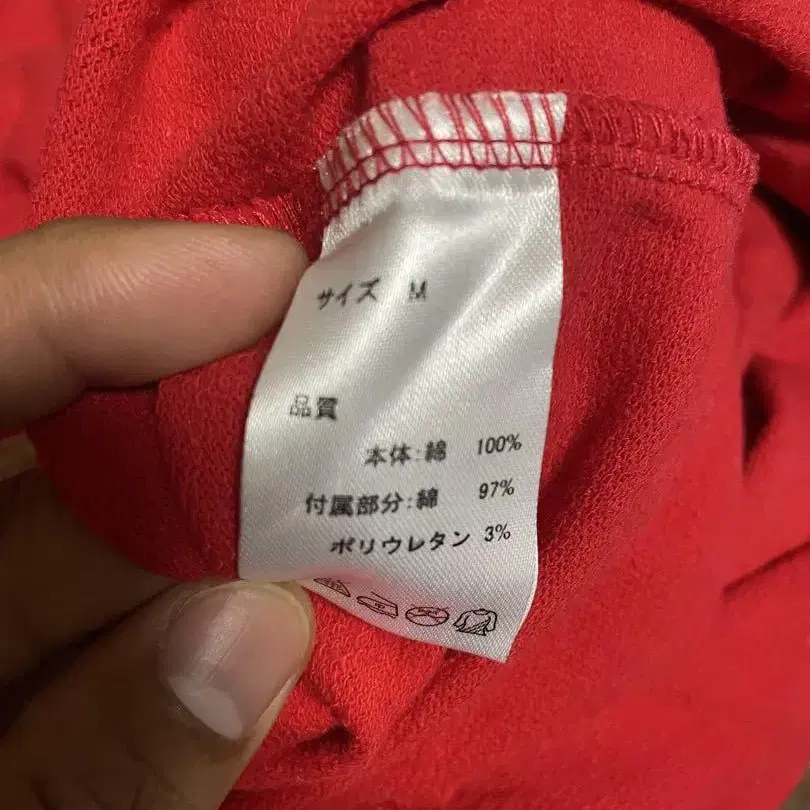 サイズ M
品質
本体:綿 100%
付属部分:綿 97%
ポリウレタン 3%